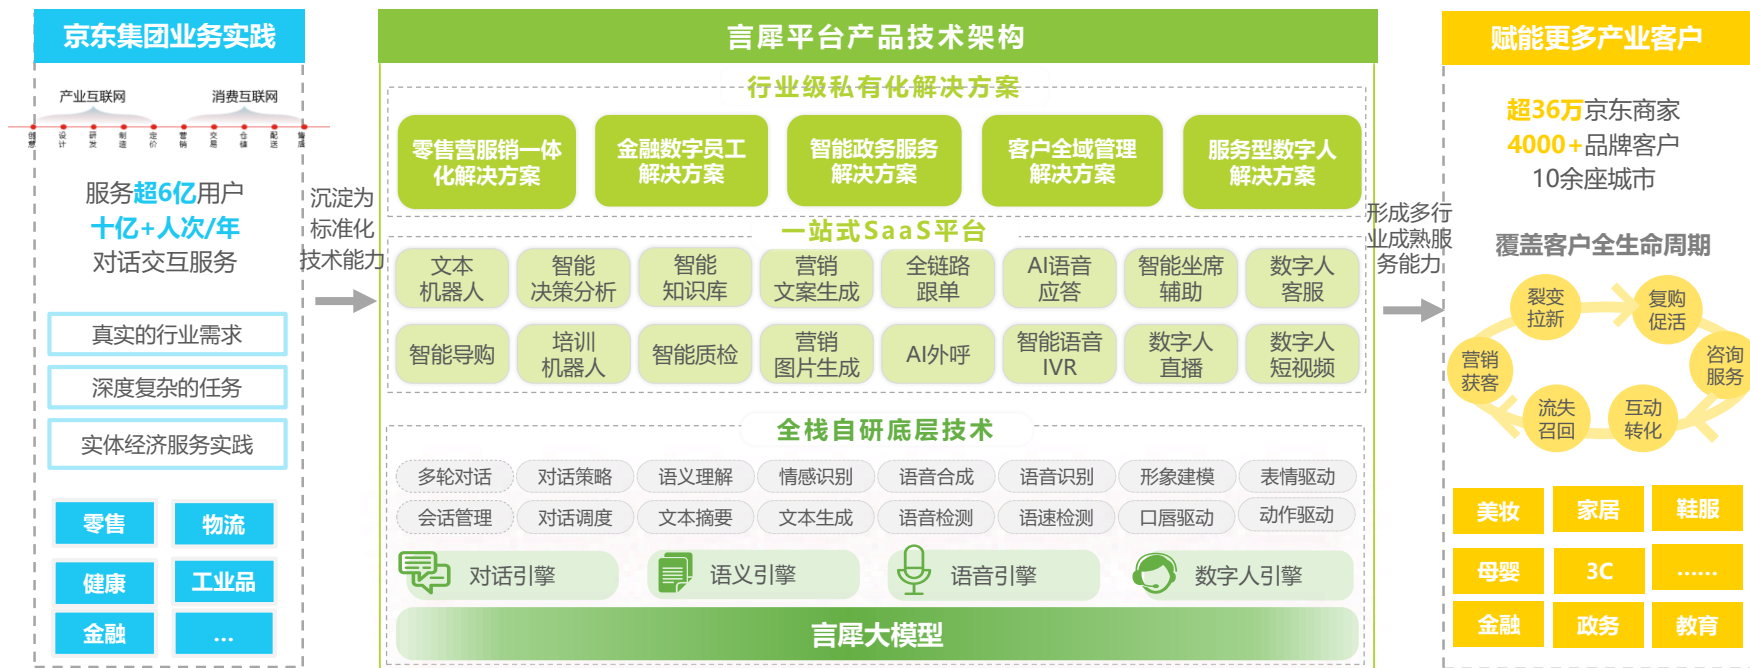 京东集团业务实践
产业互联网
消费互联网
创意
设计
研发
制造
定价
营销
交易
仓储
配送
售后
服务超6亿用户
十亿+人次/年
对话交互服务
真实的行业需求
深度复杂的任务
实体经济服务实践
零售
物流
健康
工业品
金融
...
沉淀为
标准化
技术能力
言犀平台产品技术架构
行业级私有化解决方案
零售营服销一体
化解决方案
金融数字员工
解决方案
智能政务服务
解决方案
客户全域管理
解决方案
服务型数字人
解决方案
一站式SaaS平台
文本
机器人
智能
决策分析
智能
知识库
营销
文案生成
全链路
跟单
AI语音
应答
智能坐席
辅助
数字人
客服
智能导购
培训
机器人
智能质检
营销
图片生成
AI外呼
智能语音
IVR
数字人
直播
数字人
短视频
全栈自研底层技术
多轮对话
对话策略
语义理解
情感识别
语音合成
语音识别
形象建模
表情驱动
会话管理
对话调度
文本摘要
文本生成
语音检测
语速检测
口唇驱动
动作驱动
对话引擎
语义引擎
语音引擎
数字人引擎
言犀大模型
形成多行
业成熟服
务能力
赋能更多产业客户
超36万京东商家
4000+品牌客户
10余座城市
覆盖客户全生命周期
裂变
拉新
复购
促活
营销
获客
咨询
服务
流失
召回
互动
转化
美妆
家居
鞋服
母婴
3C
......
金融
政务
教育